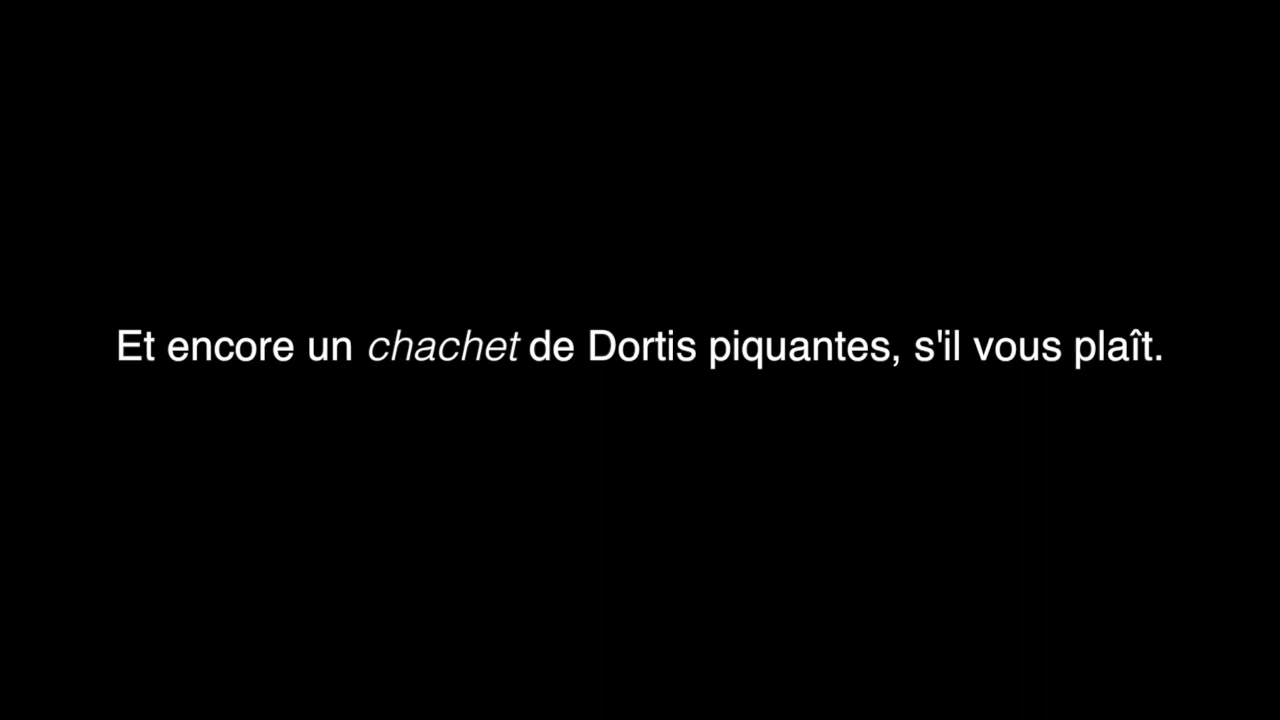 Et encore un chachet de Dortis piquantes, s'il vous plaît.